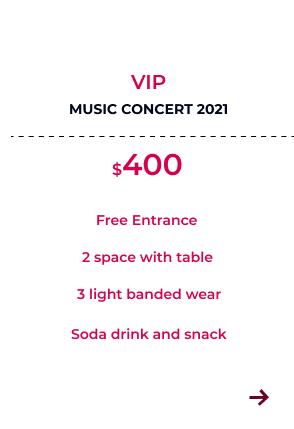 VIP
MUSIC CONCERT 2021
$400
Free Entrance
2 space with table
3 light banded wear
Soda drink and snack